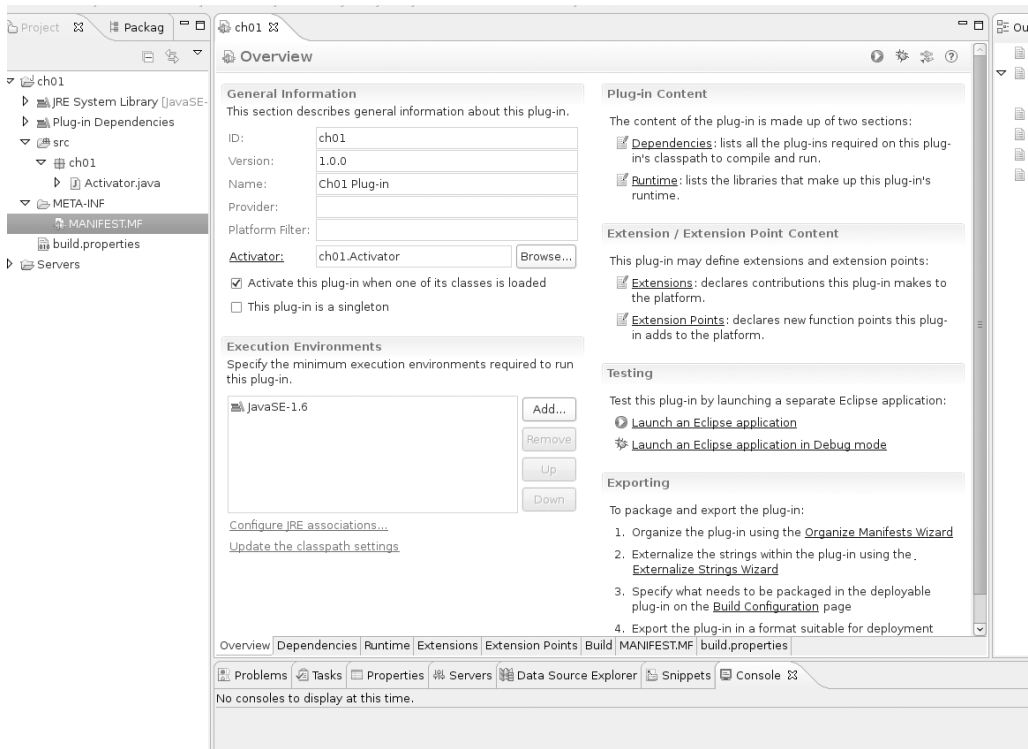 Project
Packag
ch01
JRE System Library [JavaSE-
Plug-in Dependencies
src
ch01
Activator.java
META-INF
MANIFEST.MF
build.properties
Servers
ch01
Overview
General Information
This section describes general information about this plug-in.
ID: ch01
Version: 1.0.0
Name: Ch01 Plug-in
Provider:
Platform Filter:
Activator: ch01.Activator Browse...
Activate this plug-in when one of its classes is loaded
This plug-in is a singleton
Execution Environments
Specify the minimum execution environments required to run
this plug-in.
JavaSE-1.6
Add...
Remove
Up
Down
Configure JRE associations...
Update the classpath settings
Plug-in Content
The content of the plug-in is made up of two sections:
Dependencies: lists all the plug-ins required on this plug-
in's classpath to compile and run.
Runtime: lists the libraries that make up this plug-in's
runtime.
Extension / Extension Point Content
This plug-in may define extensions and extension points:
Extensions: declares contributions this plug-in makes to
the platform.
Extension Points: declares new function points this plug-
in adds to the platform.
Testing
Test this plug-in by launching a separate Eclipse application:
Launch an Eclipse application
Launch an Eclipse application in Debug mode
Exporting
To package and export the plug-in:
1. Organize the plug-in using the Organize Manifests Wizard
2. Externalize the strings within the plug-in using the
Externalize Strings Wizard
3. Specify what needs to be packaged in the deployable
plug-in on the Build Configuration page
4. Export the plug-in in a format suitable for deployment
Overview Dependencies Runtime Extensions Extension Points Build MANIFEST.MF build.properties
Problems Tasks Properties Servers Data Source Explorer Snippets Console
No consoles to display at this time.
Ou